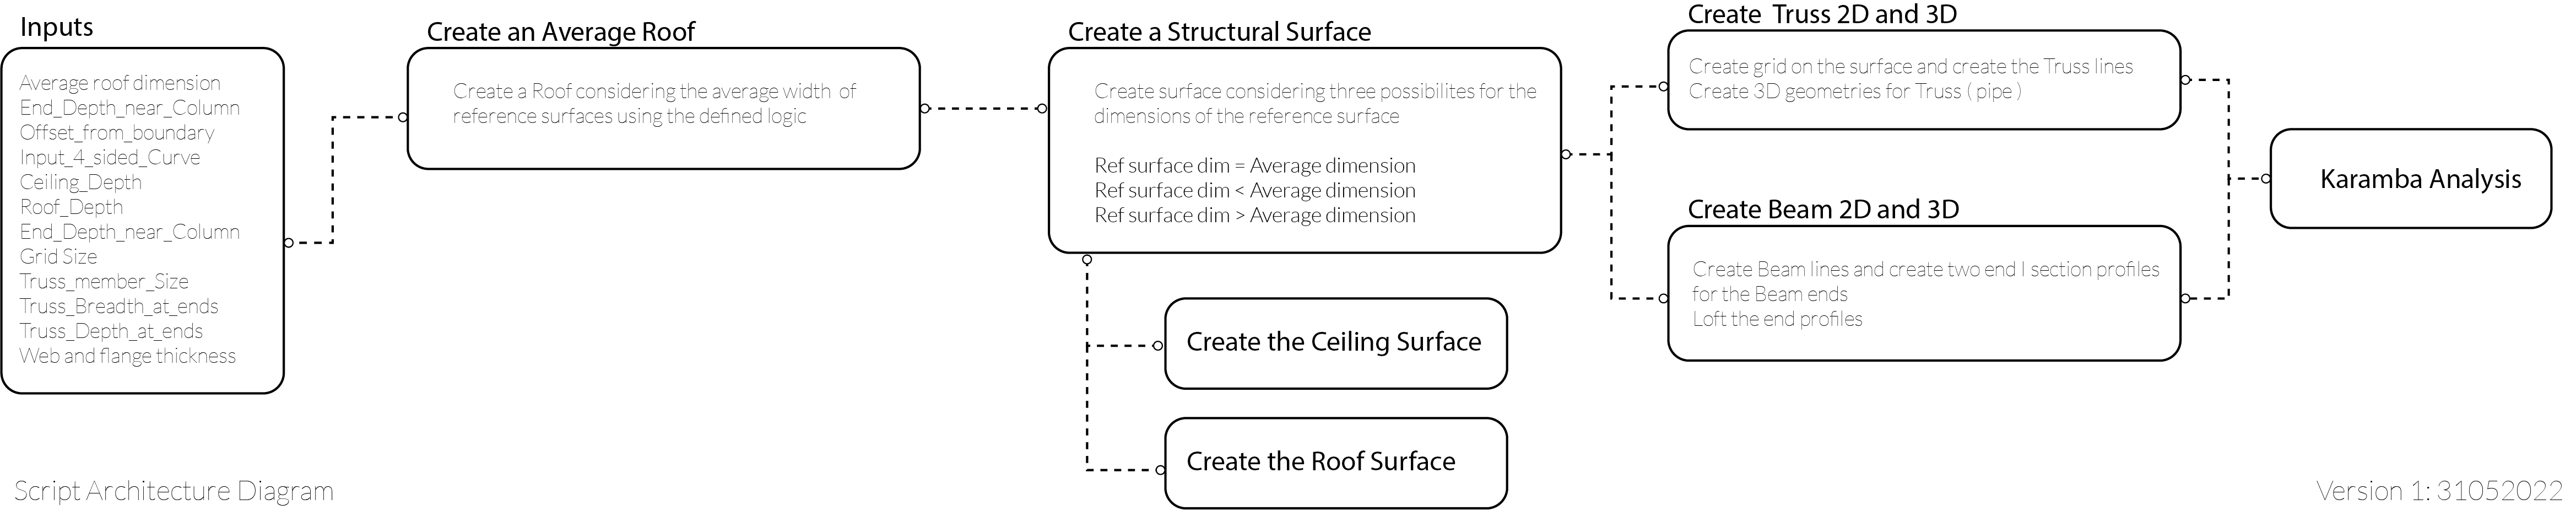 Inputs
Average roof dimension
End_Depth_near_Column
Offset_from_boundary
Input_4_sided_Curve
Ceiling_Depth
Roof_Depth
End_Depth_near_Column
Grid Size
Truss_member_Size
Truss_Breadth_at_ends
Truss_Depth_at_ends
Web and flange thickness
Create an Average Roof
Create a Roof considering the average width of
reference surfaces using the defined logic
Create a Structural Surface
Create surface considering three possibilites for the
dimensions of the reference surface
Ref surface dim = Average dimension
Ref surface dim < Average dimension
Ref surface dim > Average dimension
Create the Ceiling Surface
Create the Roof Surface
Create Truss 2D and 3D
Create grid on the surface and create the Truss lines
Create 3D geometries for Truss ( pipe )
Create Beam 2D and 3D
Create Beam lines and create two end I section profiles
for the Beam ends
Loft the end profiles
Karamba Analysis
Script Architecture Diagram
Version 1: 31052022